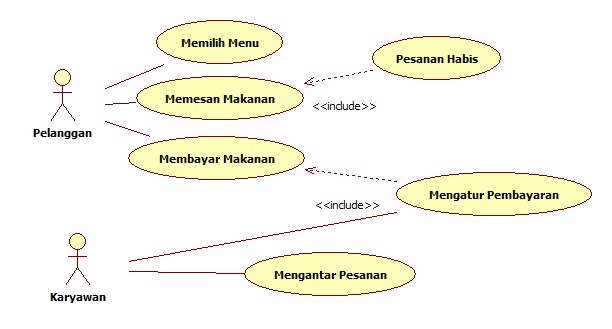 Memilih Menu
Pesanan Habis
Memesan Makanan
<<include>>
Pelanggan
Membayar Makanan
Mengatur Pembayaran
<<include>>
Mengantar Pesanan
Karyawan